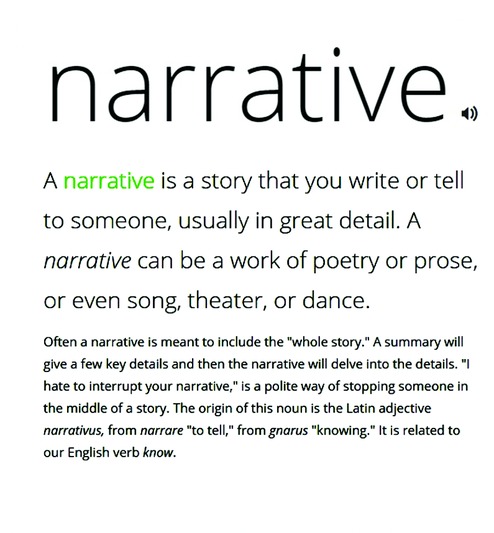 narrative
A narrative is a story that you write or tell
to someone, usually in great detail. A
narrative can be a work of poetry or prose,
or even song, theater, or dance.
Often a narrative is meant to include the "whole story." A summary will
give a few key details and then the narrative will delve into the details. "I
hate to interrupt your narrative," is a polite way of stopping someone in
the middle of a story. The origin of this noun is the Latin adjective
narrativus, from narrare "to tell," from gnarus "knowing." It is related to
our English verb know.